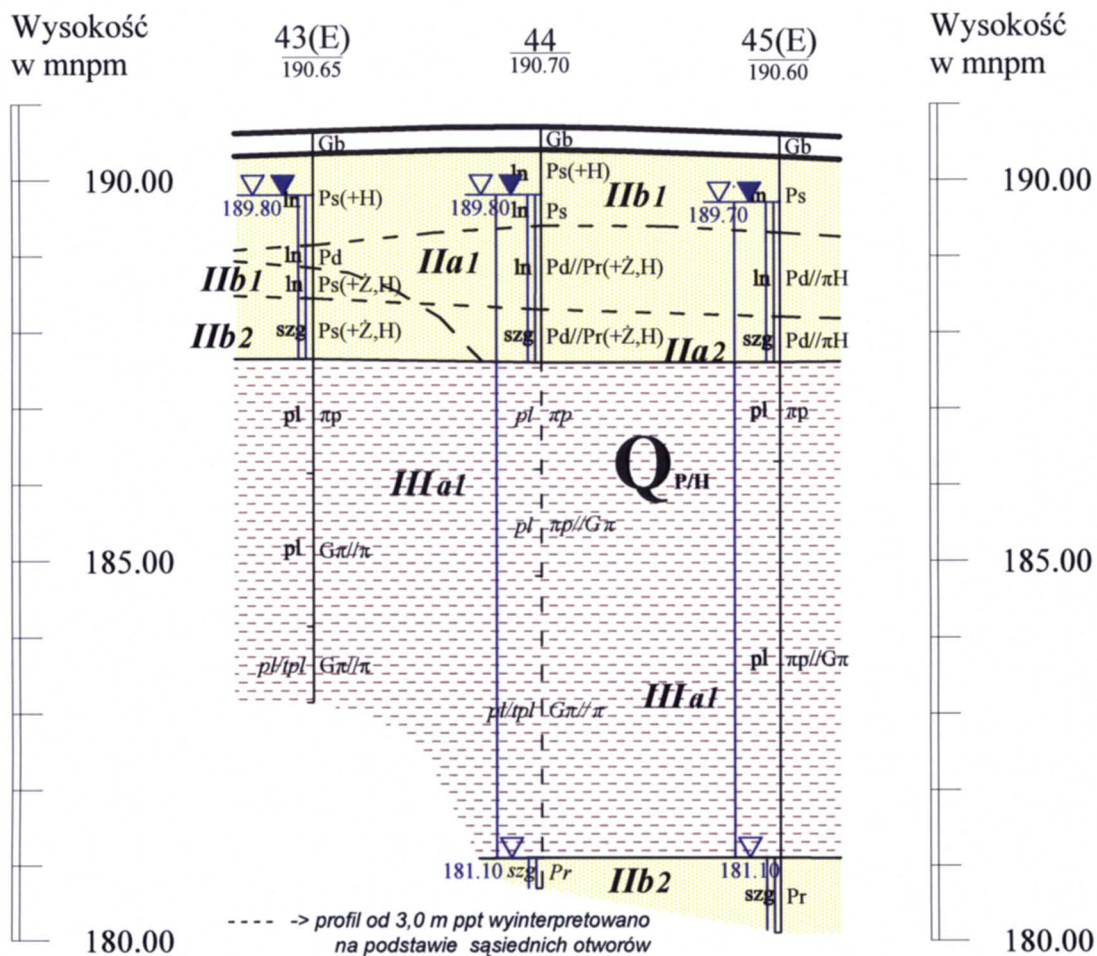 Wysokość
w mnpm
43(E)
190.65
44
190.70
45(E)
190.60
Wysokość
w mnpm
Gb
Gb
Gb
190.00
190.00
ln Ps(+H)
ln Ps(+H)
ln Ps
IIb1
ln Ps
189.80
189.80
189.70
ln Pd
IIa1
ln Pd//Pr(+Ż,H)
ln Pd//πH
IIb1
ln Ps(+Ż,H)
IIb2
szg Ps(+Ż,H)
szg Pd//Pr(+Ż,H)
IIa2
szg Pd//πH
pl πp
pl πp
pl πp
Q P/H
IIIa1
pl πp//Gπ
pl Gπ//π
185.00
185.00
pl/tpl Gπ//π
pl πp//Gπ
IIIa1
pl/tpl Gπ//π
181.10 szg Pr
181.10
IIb2
szg Pr
---- -> profil od 3,0 m ppt wyinterpretowano
na podstawie sąsiednich otworów
180.00
180.00